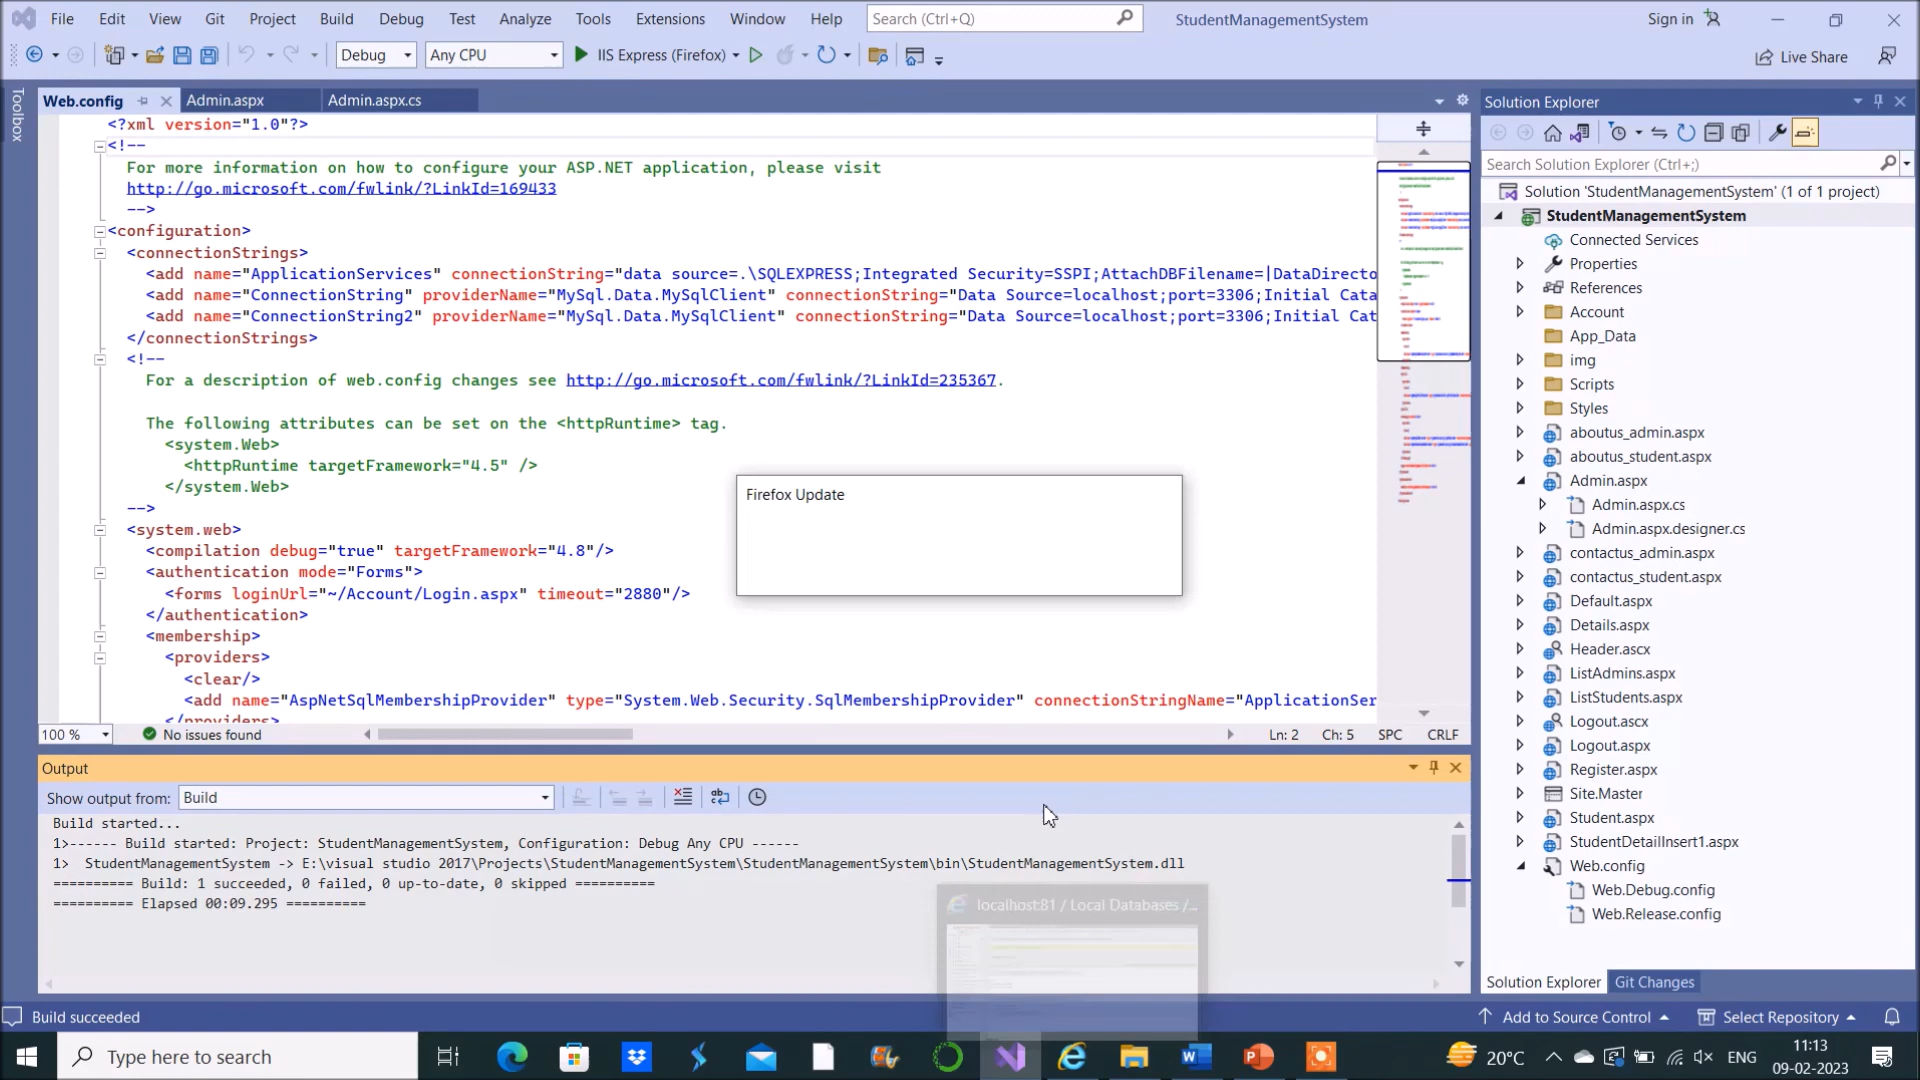 File Edit View Git Project Build Debug Test Analyze Tools Extensions Window Help Search (Ctrl+Q) StudentManagementSystem Sign in
Debug Any CPU IIS Express (Firefox) Live Share
Toolbox
Web.config Admin.aspx Admin.aspx.cs
<?xml version="1.0"?>
<!--
For more information on how to configure your ASP.NET application, please visit
http://go.microsoft.com/fwlink/?LinkId=169433
-->
<configuration>
<connectionStrings>
<add name="ApplicationServices" connectionString="data source=.\SQLEXPRESS;Integrated Security=SSPI;AttachDBFilename=|DataDirecto
<add name="ConnectionString" providerName="MySql.Data.MySqlClient" connectionString="Data Source=localhost;port=3306;Initial Cata
<add name="ConnectionString2" providerName="MySql.Data.MySqlClient" connectionString="Data Source=localhost;port=3306;Initial Cat
</connectionStrings>
<!--
For a description of web.config changes see http://go.microsoft.com/fwlink/?LinkId=235367.
The following attributes can be set on the <httpRuntime> tag.
<system.Web>
<httpRuntime targetFramework="4.5" />
</system.Web>
-->
<system.web>
<compilation debug="true" targetFramework="4.8"/>
<authentication mode="Forms">
<forms loginUrl="~/Account/Login.aspx" timeout="2880"/>
</authentication>
<membership>
<providers>
<clear/>
<add name="AspNetSqlMembershipProvider" type="System.Web.Security.SqlMembershipProvider" connectionStringName="ApplicationSer
</providers>
Firefox Update
100 % No issues found Ln: 2 Ch: 5 SPC CRLF
Output
Show output from: Build
Build started...
1>------ Build started: Project: StudentManagementSystem, Configuration: Debug Any CPU ------
1>  StudentManagementSystem -> E:\visual studio 2017\Projects\StudentManagementSystem\StudentManagementSystem\bin\StudentManagementSystem.dll
========== Build: 1 succeeded, 0 failed, 0 up-to-date, 0 skipped ==========
========== Elapsed 00:09.295 ==========
localhost:81 / Local Databases /...
Solution Explorer
Search Solution Explorer (Ctrl+;)
Solution 'StudentManagementSystem' (1 of 1 project)
StudentManagementSystem
Connected Services
Properties
References
Account
App_Data
img
Scripts
Styles
aboutus_admin.aspx
aboutus_student.aspx
Admin.aspx
Admin.aspx.cs
Admin.aspx.designer.cs
contactus_admin.aspx
contactus_student.aspx
Default.aspx
Details.aspx
Header.ascx
ListAdmins.aspx
ListStudents.aspx
Logout.ascx
Logout.aspx
Register.aspx
Site.Master
Student.aspx
StudentDetailInsert1.aspx
Web.config
Web.Debug.config
Web.Release.config
Solution Explorer Git Changes
Build succeeded Add to Source Control Select Repository
Type here to search 20°C ENG 11:13
09-02-2023